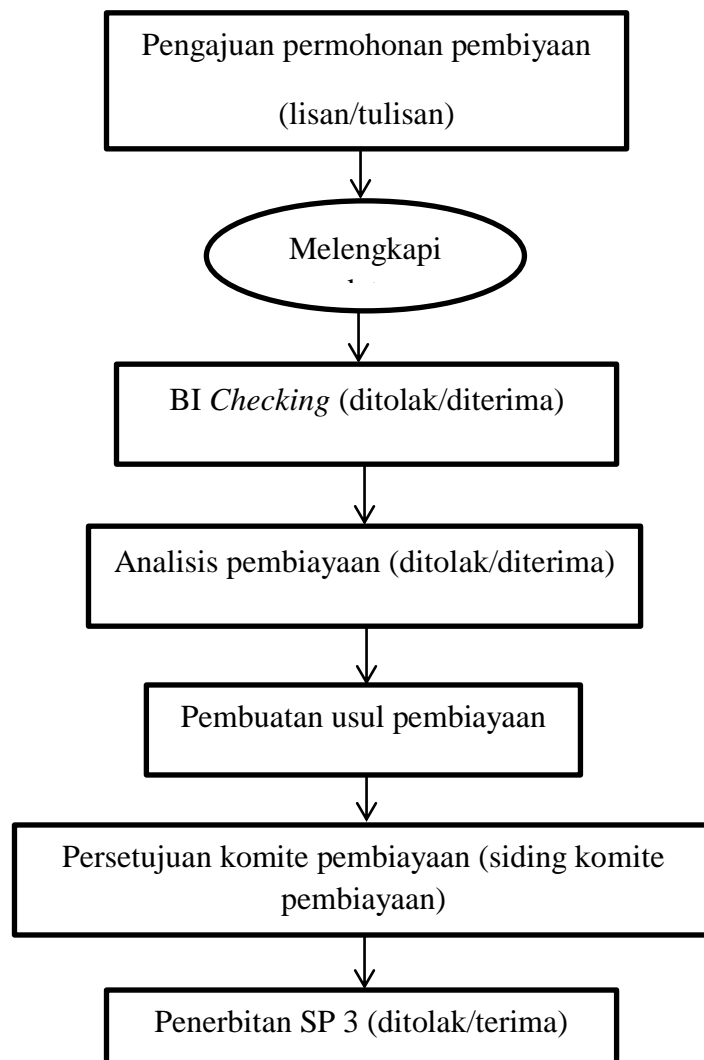 Pengajuan permohonan pembiyaan
(lisan/tulisan)
Melengkapi
BI Checking (ditolak/diterima)
Analisis pembiayaan (ditolak/diterima)
Pembuatan usul pembiayaan
Persetujuan komite pembiayaan (siding komite
pembiayaan)
Penerbitan SP 3 (ditolak/terima)